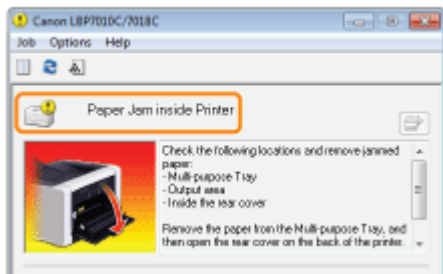 Canon LBP7010C/7018C
Job Options Help
Paper Jam inside Printer
Check the following locations and remove jammed
paper:
- Multi-purpose Tray
- Output area
- Inside the rear cover
Remove the paper from the Multi-purpose Tray, and
then open the rear cover on the back of the printer.